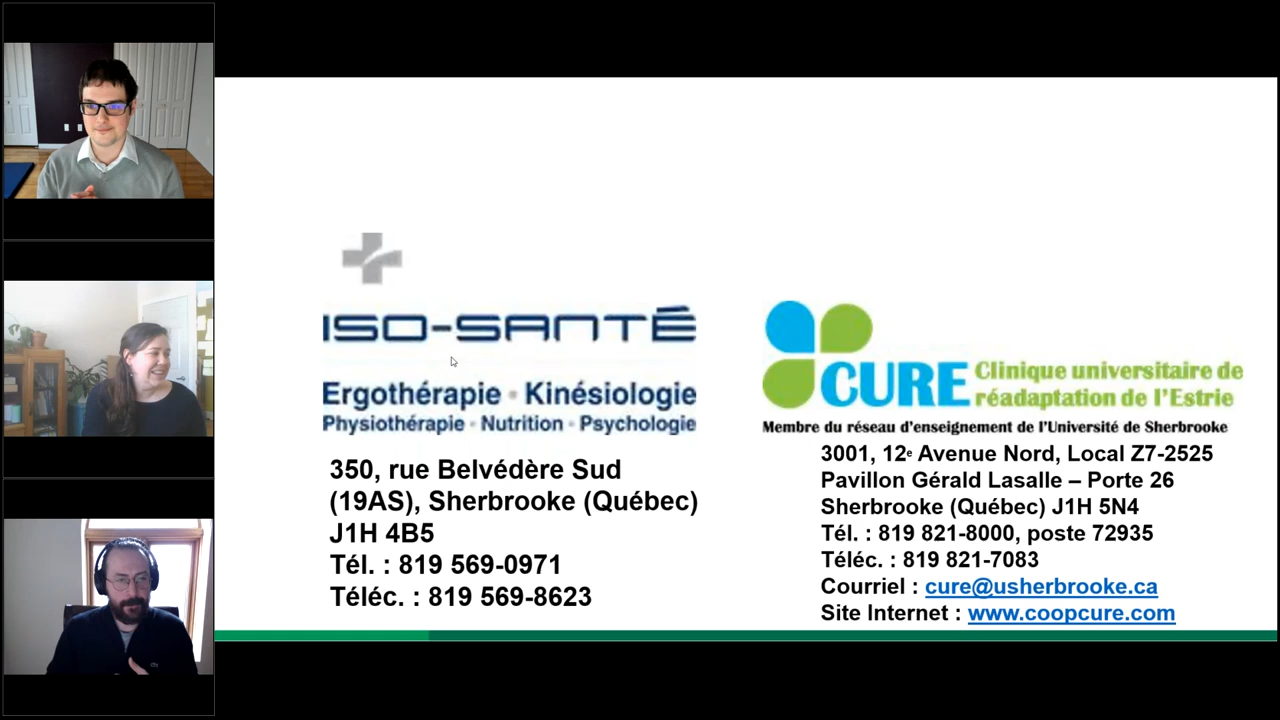 ISO-SANTÉ
Ergothérapie • Kinésiologie
Physiothérapie • Nutrition • Psychologie
350, rue Belvédère Sud
(19AS), Sherbrooke (Québec)
J1H 4B5
Tél. : 819 569-0971
Téléc. : 819 569-8623
CURE
Clinique universitaire de
réadaptation de l'Estrie
Membre du réseau d'enseignement de l'Université de Sherbrooke
3001, 12e Avenue Nord, Local Z7-2525
Pavillon Gérald Lasalle – Porte 26
Sherbrooke (Québec) J1H 5N4
Tél. : 819 821-8000, poste 72935
Téléc. : 819 821-7083
Courriel : cure@usherbrooke.ca
Site Internet : www.coopcure.com